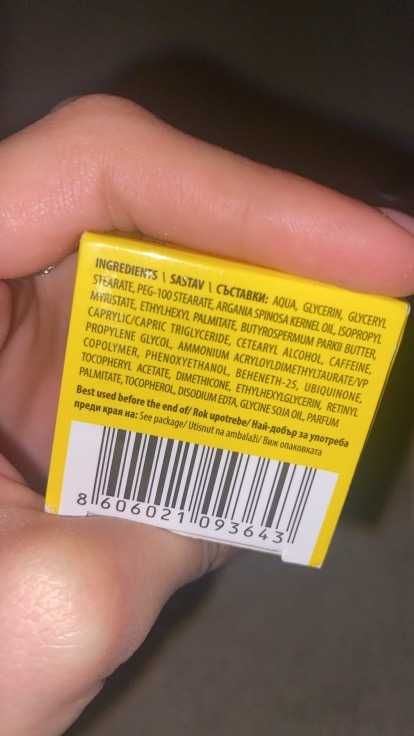 INGREDIENTS \ SASTAV \ СЪСТАВКИ: AQUA, GLYCERIN, GLYCERYL
STEARATE, PEG-100 STEARATE, ARGANIA SPINOSA KERNEL OIL, ISOPROPYL
MYRISTATE, ETHYLHEXYL PALMITATE, BUTYROSPERMUM PARKII BUTTER,
CAPRYLIC/CAPRIC TRIGLYCERIDE, CETEARYL ALCOHOL, CAFFEINE,
PROPYLENE GLYCOL, AMMONIUM ACRYLOYLDIMETHYLTAURATE/VP
COPOLYMER, PHENOXYETHANOL, BEHENETH-25, UBIQUINONE,
TOCOPHERYL ACETATE, DIMETHICONE, ETHYLHEXYLGLYCERIN, RETINYL
PALMITATE, TOCOPHEROL, DISODIUM EDTA, GLYCINE SOJA OIL, PARFUM
Best used before the end of/ Rok upotrebe/ Най-добър за употреба
преди края на: See package/ Utisnut na ambalaži/ Виж опаковката
8 606021 093643